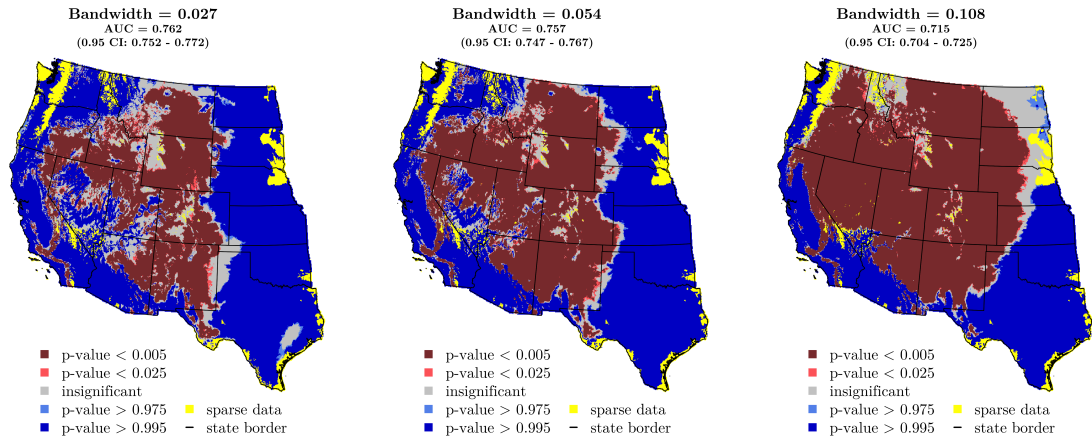 Bandwidth = 0.027
AUC = 0.762
(0.95 CI: 0.752 - 0.772)
p-value < 0.005
p-value < 0.025
insignificant
p-value > 0.975
sparse data
p-value > 0.995
state border
Bandwidth = 0.054
AUC = 0.757
(0.95 CI: 0.747 - 0.767)
p-value < 0.005
p-value < 0.025
insignificant
p-value > 0.975
sparse data
p-value > 0.995
state border
Bandwidth = 0.108
AUC = 0.715
(0.95 CI: 0.704 - 0.725)
p-value < 0.005
p-value < 0.025
insignificant
p-value > 0.975
sparse data
p-value > 0.995
state border